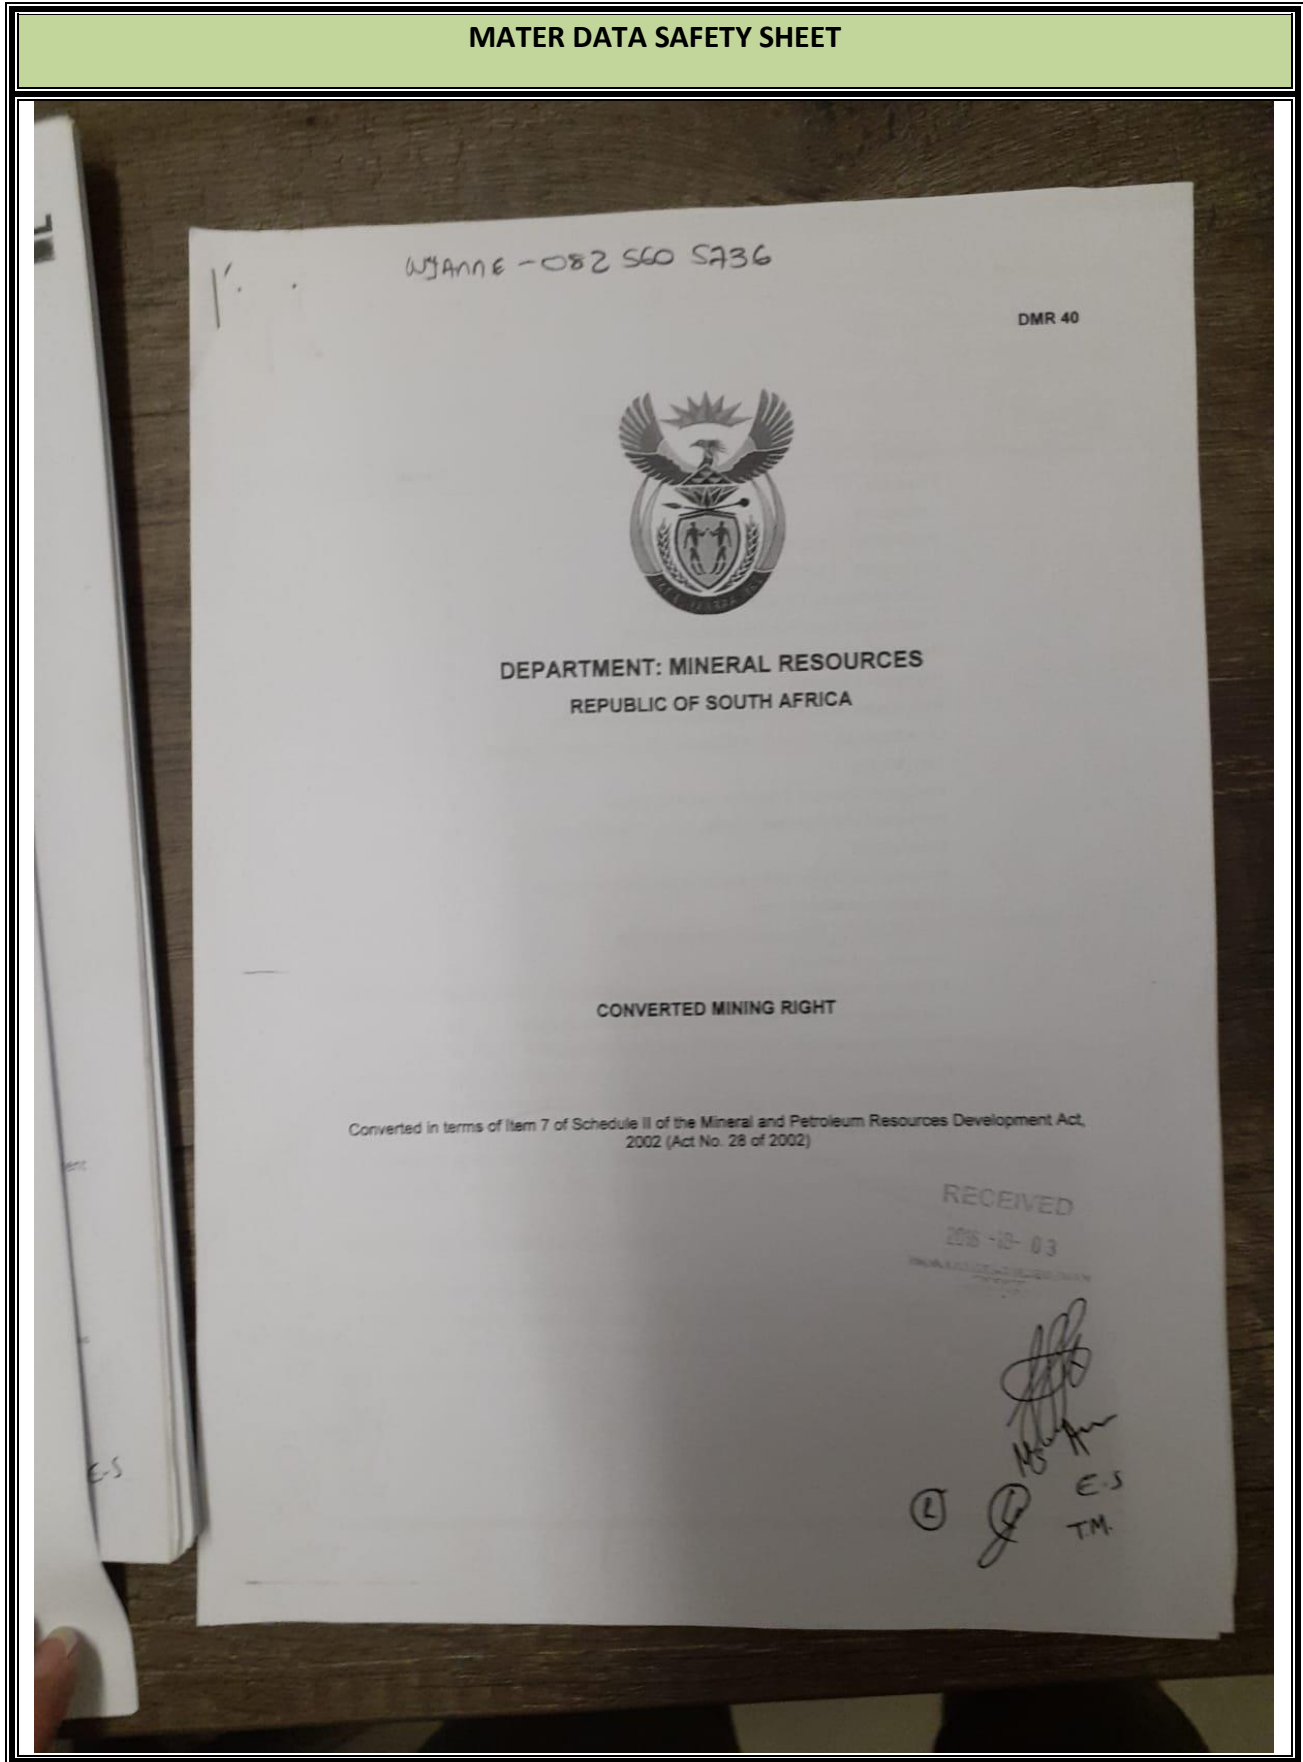 MATER DATA SAFETY SHEET
WYAnnE - 082 560 5736
DMR 40
DEPARTMENT: MINERAL RESOURCES
REPUBLIC OF SOUTH AFRICA
CONVERTED MINING RIGHT
Converted in terms of Item 7 of Schedule II of the Mineral and Petroleum Resources Development Act,
2002 (Act No. 28 of 2002)
ent
RECEIVED
03
E-S
E-S
T.M.